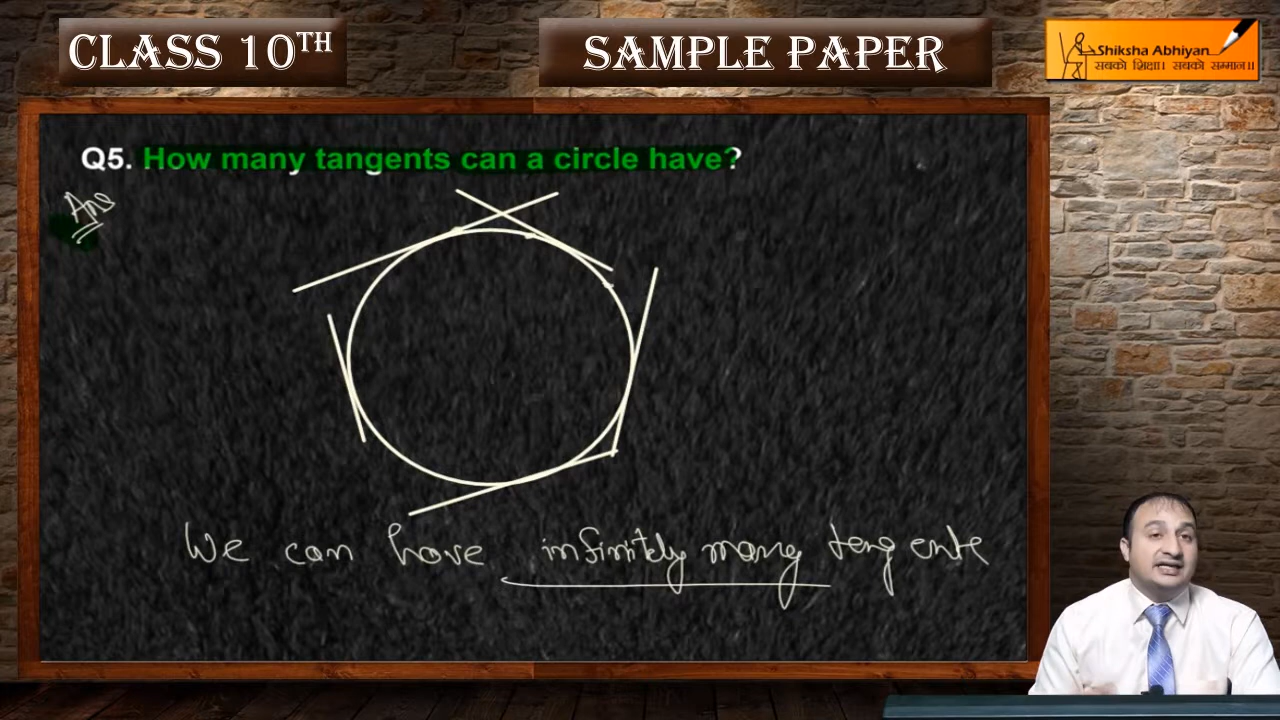 CLASS 10TH
SAMPLE PAPER
Shiksha Abhiyan
सबको शिक्षा। सबको सम्मान॥
Q5. How many tangents can a circle have?
Ans
We can have infinitely many tangents